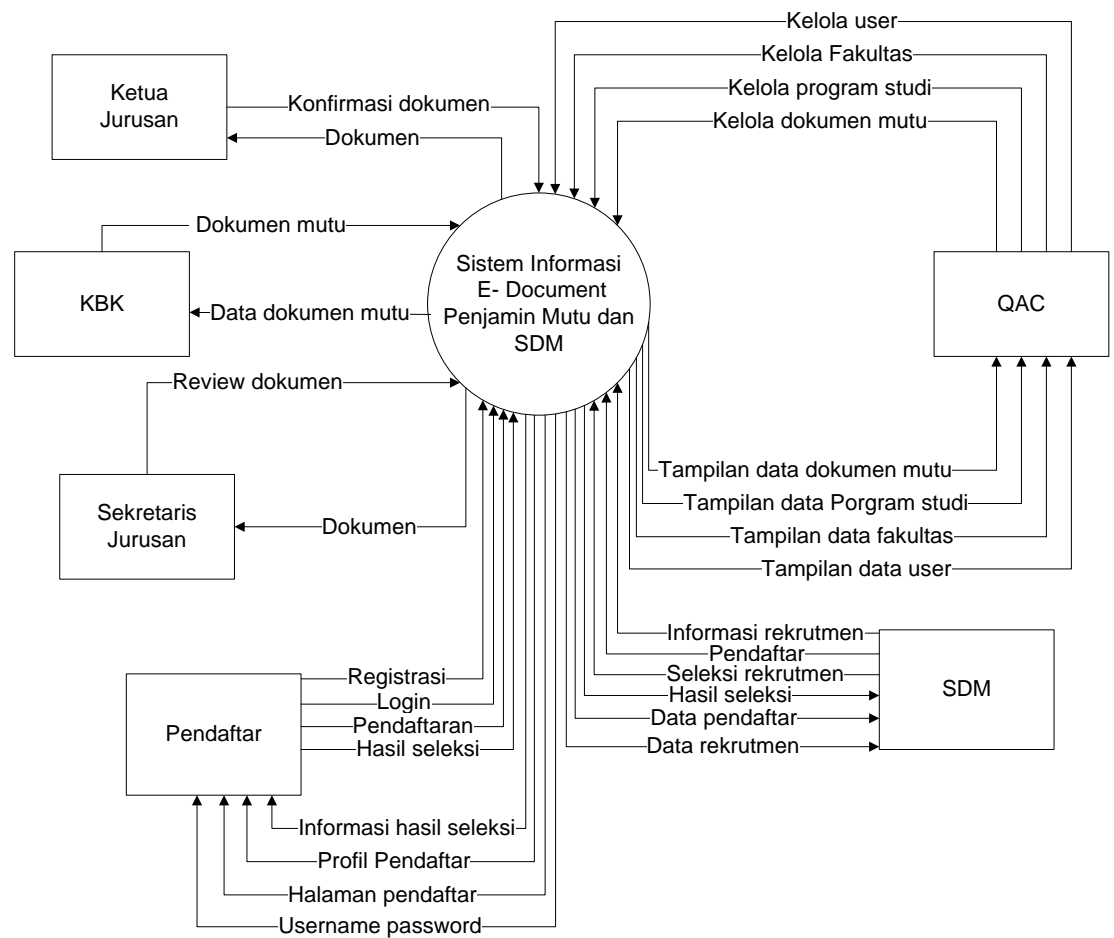 Kelola user
Kelola Fakultas
Kelola program studi
Kelola dokumen mutu
Ketua
Jurusan
Konfirmasi dokumen
Dokumen
Dokumen mutu
KBK
Data dokumen mutu
Sistem Informasi
E- Document
Penjamin Mutu dan
SDM
QAC
Review dokumen
Sekretaris
Jurusan
Dokumen
Tampilan data dokumen mutu
Tampilan data Porgram studi
Tampilan data fakultas
Tampilan data user
Informasi rekrutmen
Pendaftar
Seleksi rekrutmen
Hasil seleksi
Data pendaftar
Data rekrutmen
SDM
Pendaftar
Registrasi
Login
Pendaftaran
Hasil seleksi
Informasi hasil seleksi
Profil Pendaftar
Halaman pendaftar
Username password